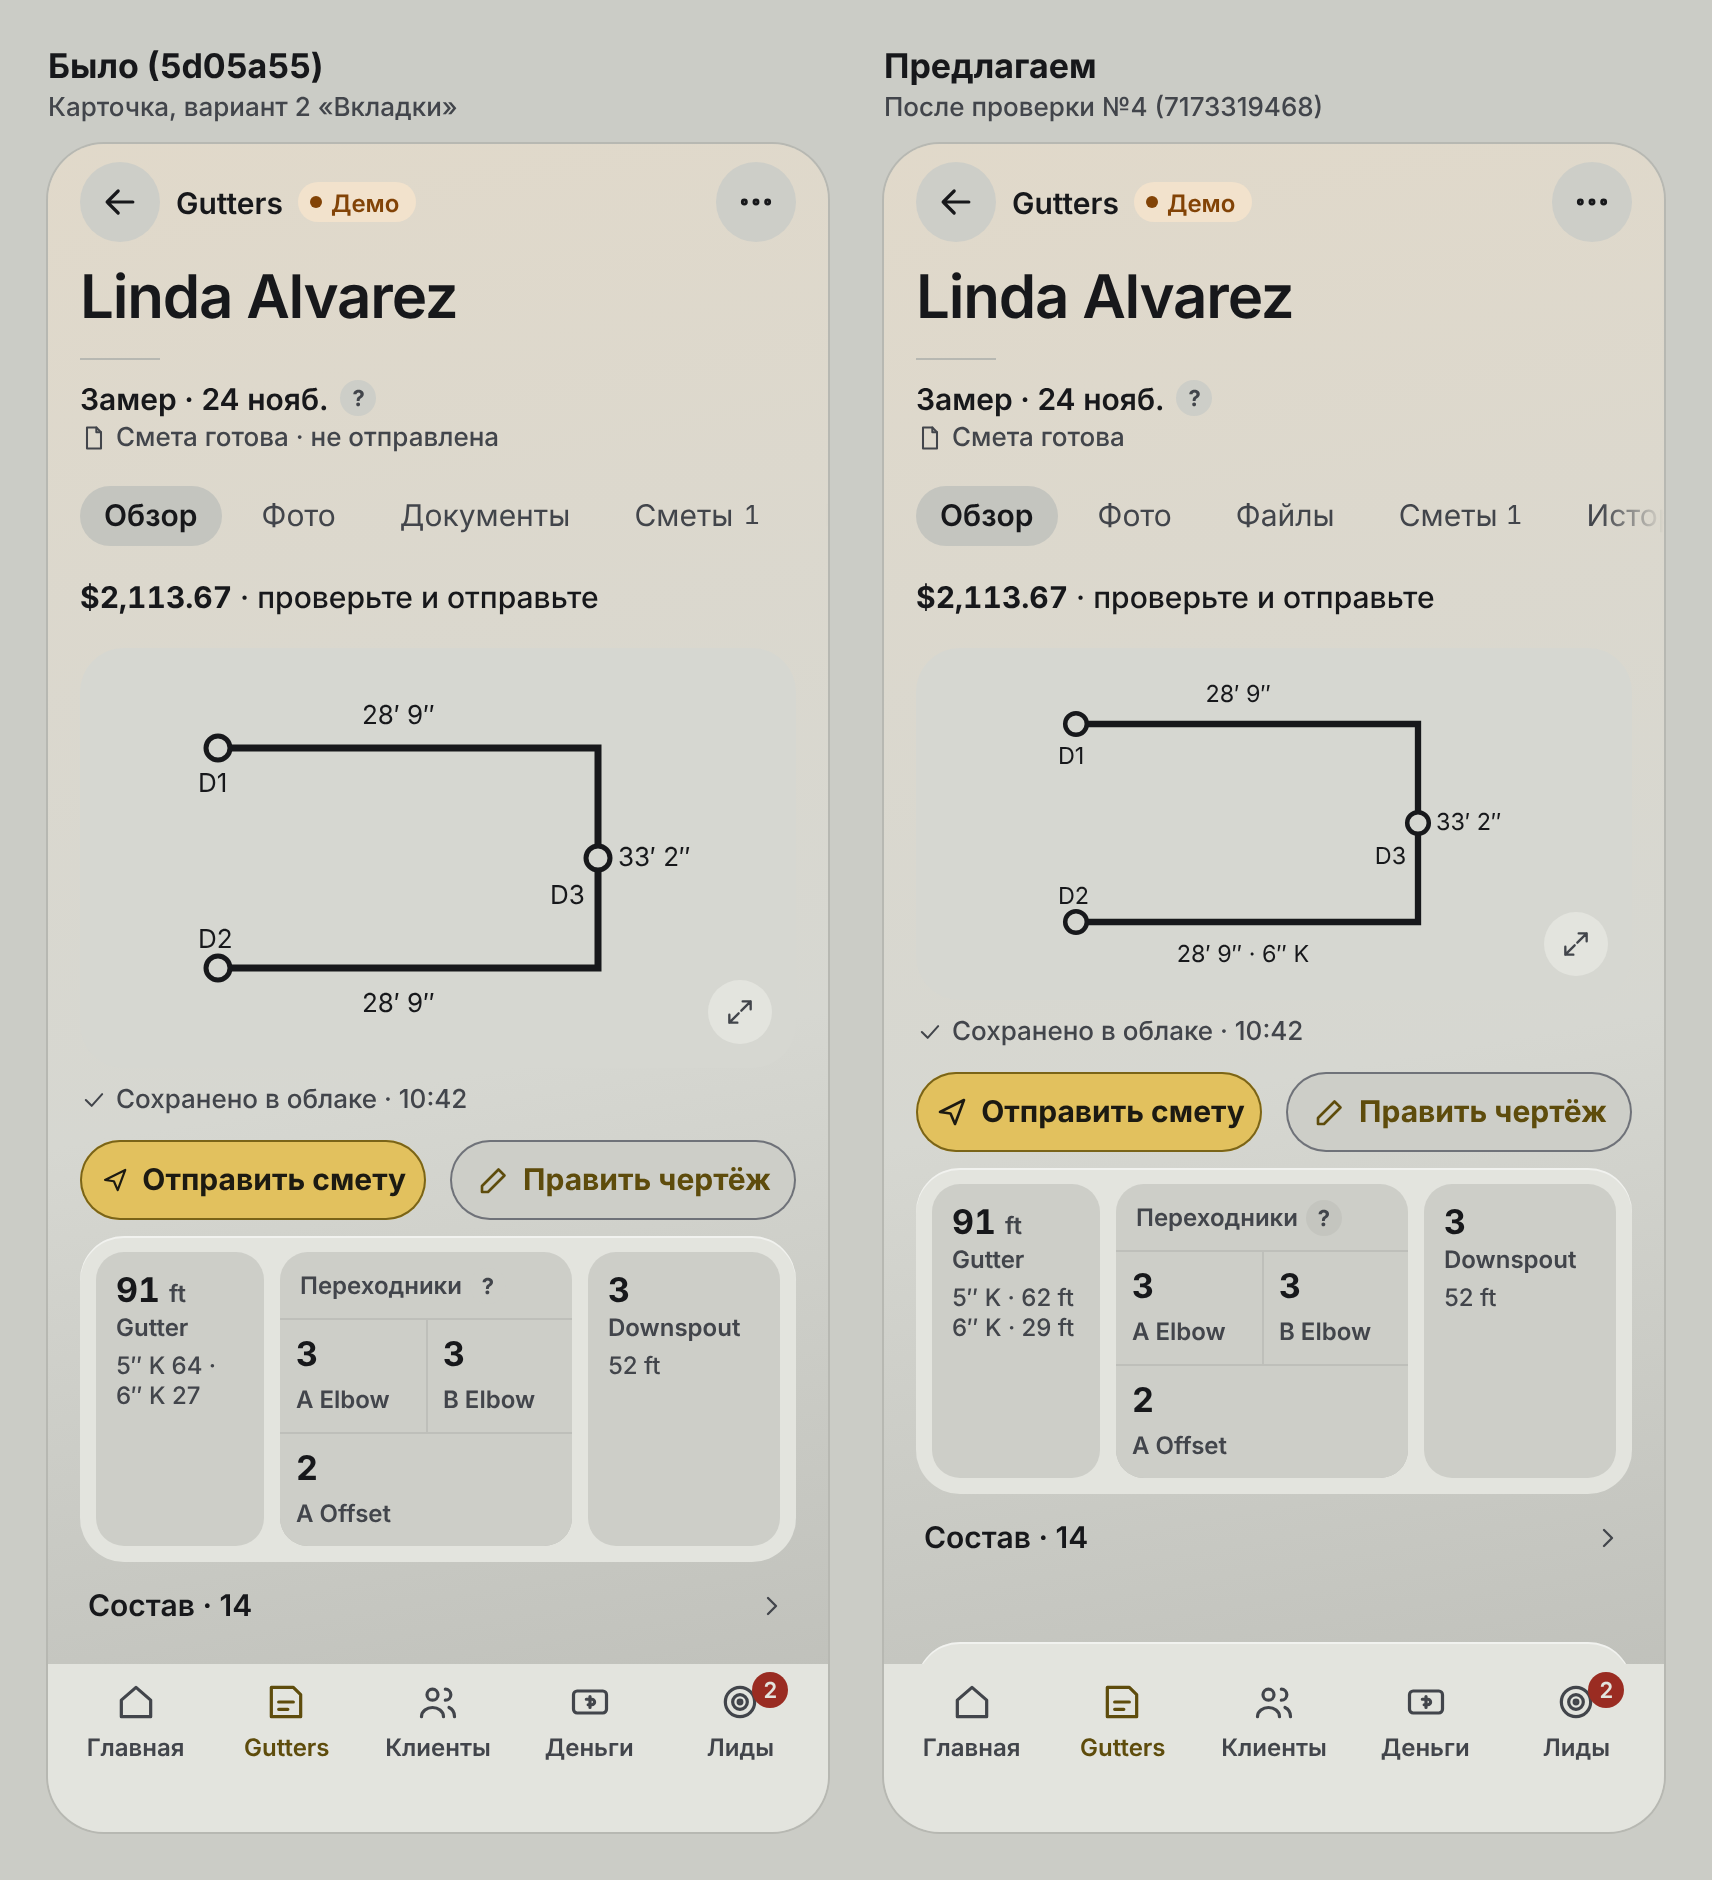 Было (5d05a55)
Карточка, вариант 2 «Вкладки»
Gutters
Демо
Linda Alvarez
Замер · 24 нояб. ?
Смета готова · не отправлена
Обзор Фото Документы Сметы 1
$2,113.67 · проверьте и отправьте
28′ 9″
D1
33′ 2″
D3
D2
28′ 9″
Сохранено в облаке · 10:42
Отправить смету
Править чертёж
91 ft
Gutter
5″ K 64 ·
6″ K 27
Переходники ?
3
A Elbow
3
B Elbow
2
A Offset
3
Downspout
52 ft
Состав · 14
Главная Gutters Клиенты Деньги Лиды
2
Предлагаем
После проверки №4 (7173319468)
Gutters
Демо
Linda Alvarez
Замер · 24 нояб. ?
Смета готова
Обзор Фото Файлы Сметы 1
$2,113.67 · проверьте и отправьте
28′ 9″
D1
33′ 2″
D3
D2
28′ 9″ · 6″ K
Сохранено в облаке · 10:42
Отправить смету
Править чертёж
91 ft
Gutter
5″ K · 62 ft
6″ K · 29 ft
Переходники ?
3
A Elbow
3
B Elbow
2
A Offset
3
Downspout
52 ft
Состав · 14
Главная Gutters Клиенты Деньги Лиды
2